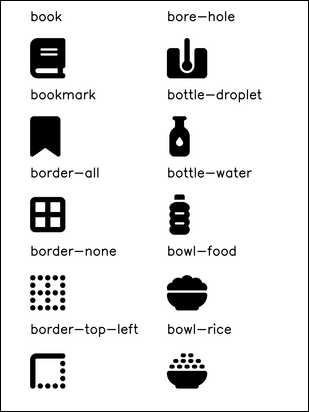 book
bore-hole
bookmark
bottle-droplet
border-all
bottle-water
border-none
bowl-food
border-top-left
bowl-rice